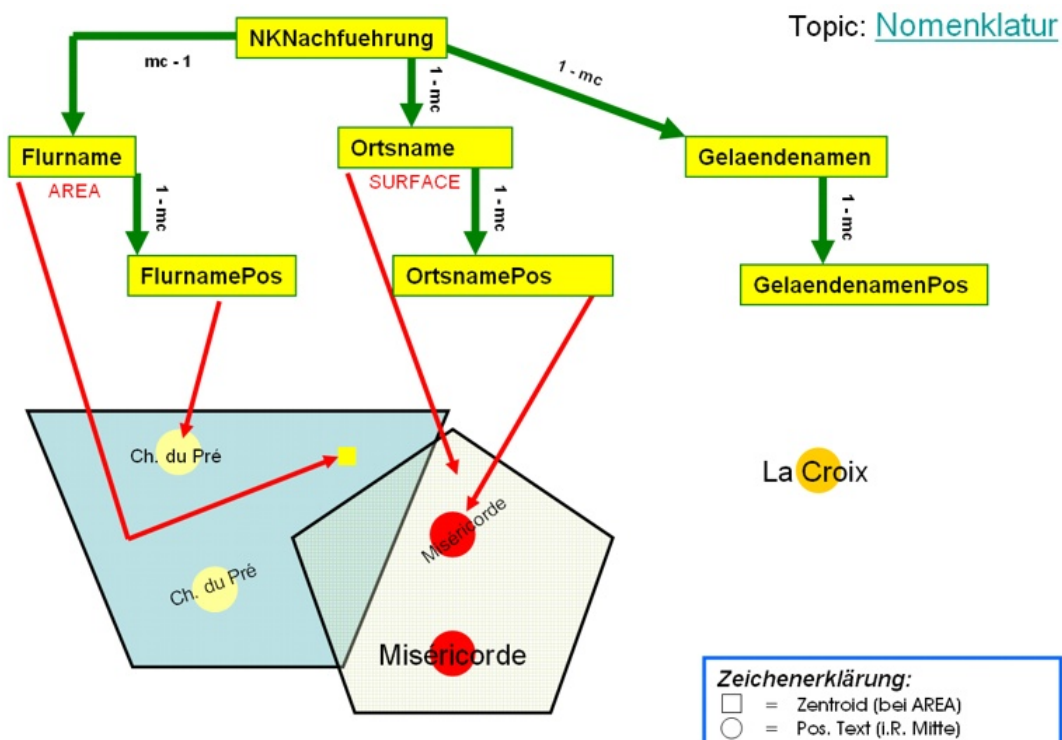 Topic: Nomenklatur
NKNachfuehrung
mc - 1
1 - mc
1 - mc
Flurname
Ortsname
Gelaendenamen
AREA
SURFACE
1 - mc
1 - mc
1 - mc
FlurnamePos
OrtsnamePos
GelaendenamenPos
Ch. du Pré
La Croix
Miséricorde
Ch. du Pré
Miséricorde
Zeichenerklärung:
= Zentroid (bei AREA)
= Pos. Text (i.R. Mitte)